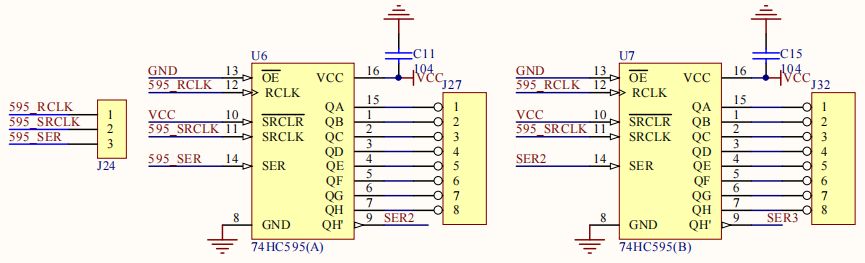 595_RCLK
595_SRCLK
595_SER
1
2
3
J24
U6
GND 13 OE VCC 16
595_RCLK 12 RCLK
VCC 10 SRCLR
595_SRCLK 11 SRCLK
595_SER 14 SER
8 GND
QA 15 1
QB 1 2
QC 2 3
QD 3 4
QE 4 5
QF 5 6
QG 6 7
QH 7 8
QH' 9 SER2
74HC595(A)
C11
104
VCC
J27
U7
GND 13 OE VCC 16
595_RCLK 12 RCLK
VCC 10 SRCLR
595_SRCLK 11 SRCLK
SER2 14 SER
8 GND
QA 15 1
QB 1 2
QC 2 3
QD 3 4
QE 4 5
QF 5 6
QG 6 7
QH 7 8
QH' 9 SER3
74HC595(B)
C15
104
VCC
J32